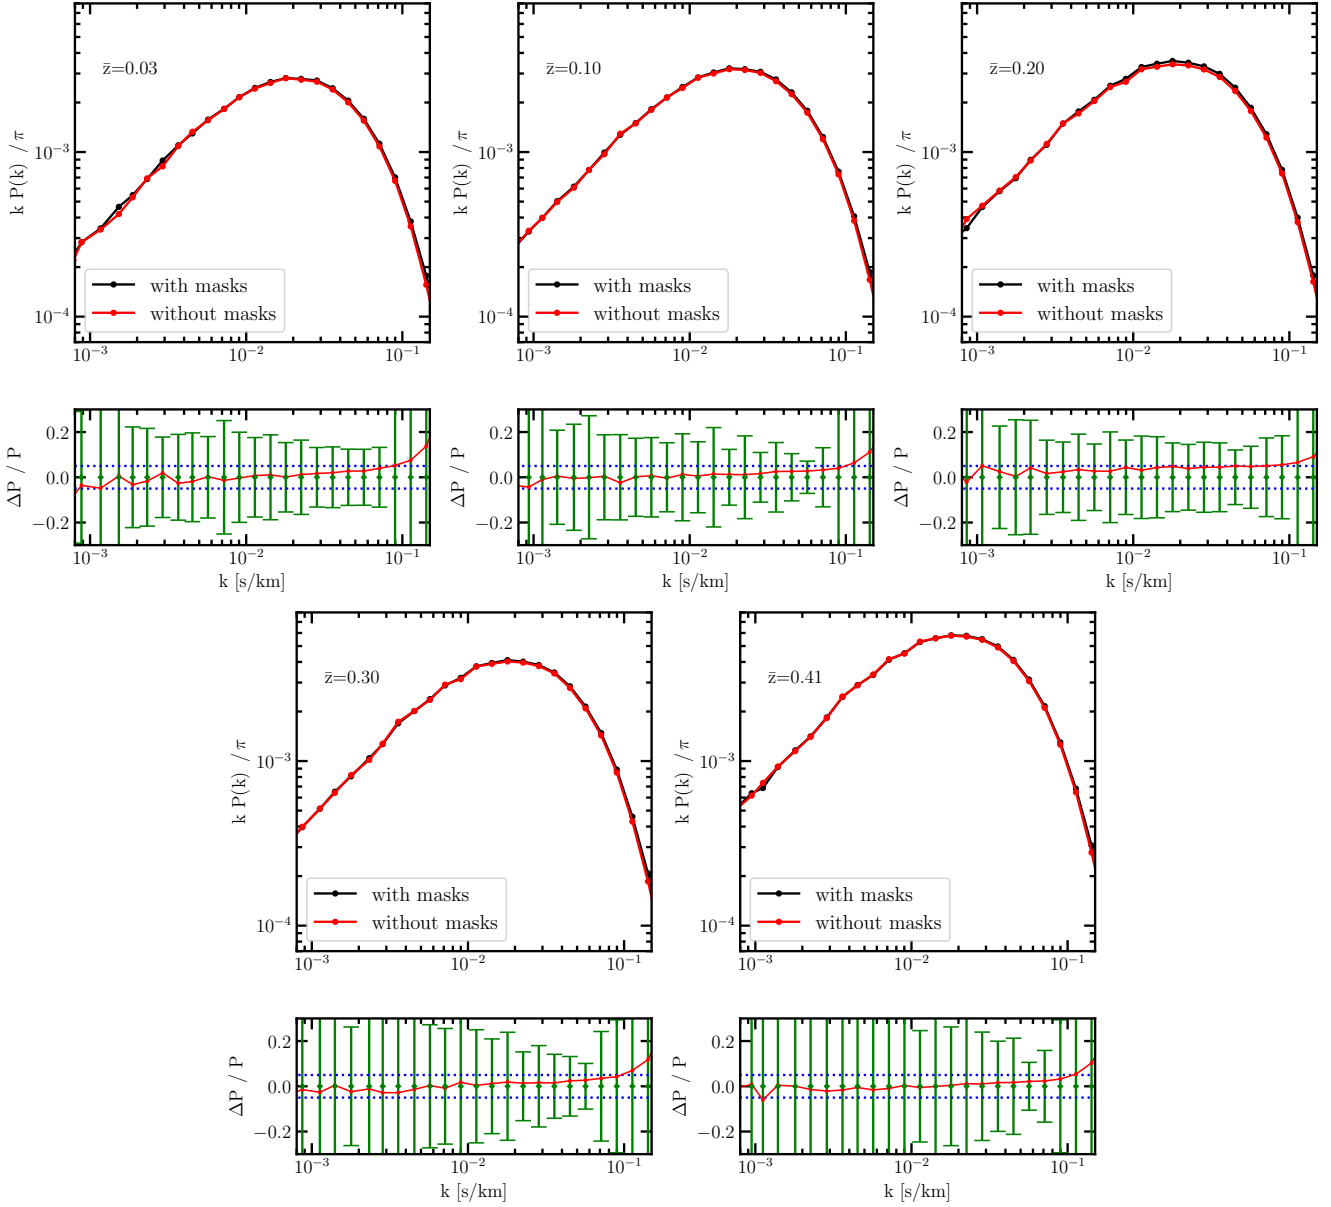 k P(k) / π
10⁻³
10⁻⁴
z̄=0.03
with masks
without masks
10⁻³ 10⁻² 10⁻¹
k P(k) / π
10⁻³
10⁻⁴
z̄=0.10
with masks
without masks
10⁻³ 10⁻² 10⁻¹
k P(k) / π
10⁻³
10⁻⁴
z̄=0.20
with masks
without masks
10⁻³ 10⁻² 10⁻¹
ΔP / P
0.2
0.0
−0.2
10⁻³ 10⁻² 10⁻¹
k [s/km]
ΔP / P
0.2
0.0
−0.2
10⁻³ 10⁻² 10⁻¹
k [s/km]
ΔP / P
0.2
0.0
−0.2
10⁻³ 10⁻² 10⁻¹
k [s/km]
k P(k) / π
10⁻³
10⁻⁴
z̄=0.30
with masks
without masks
10⁻³ 10⁻² 10⁻¹
k P(k) / π
10⁻³
10⁻⁴
z̄=0.41
with masks
without masks
10⁻³ 10⁻² 10⁻¹
ΔP / P
0.2
0.0
−0.2
10⁻³ 10⁻² 10⁻¹
k [s/km]
ΔP / P
0.2
0.0
−0.2
10⁻³ 10⁻² 10⁻¹
k [s/km]